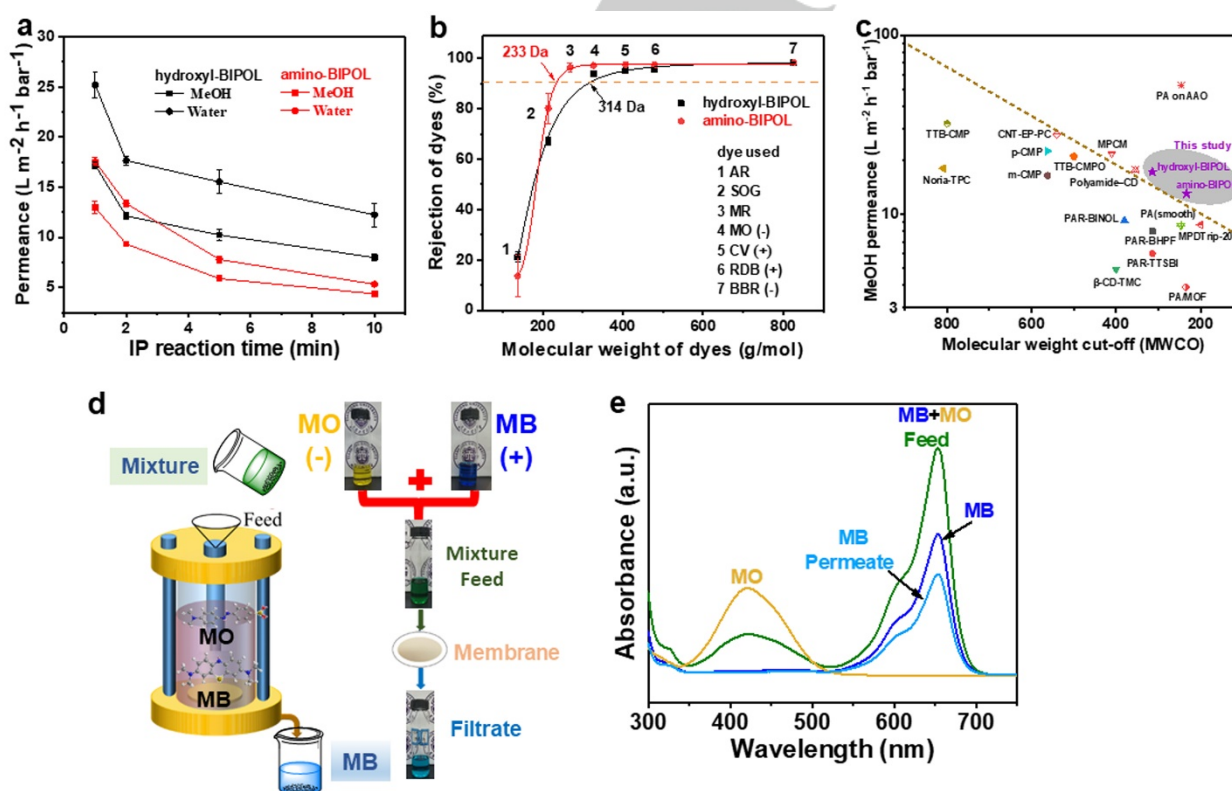 a
Permeance (L m⁻² h⁻¹ bar⁻¹)
30
25
20
15
10
5
hydroxyl-BIPOL
MeOH
Water
amino-BIPOL
MeOH
Water
0
2
4
6
8
10
IP reaction time (min)
b
Rejection of dyes (%)
100
80
60
40
20
0
233 Da
314 Da
1
2
3
4
5
6
7
hydroxyl-BIPOL
amino-BIPOL
dye used
1 AR
2 SOG
3 MR
4 MO (-)
5 CV (+)
6 RDB (+)
7 BBR (-)
200
400
600
800
Molecular weight of dyes (g/mol)
c
MeOH permeance (L m⁻² h⁻¹ bar⁻¹)
100
10
3
PA on AAO
TTB-CMP
CNT-EP-PC
This study
p-CMP
MPCM
hydroxyl-BIPOL
TTB-CMPO
Noria-TPC
m-CMP
Polyamide-CD
amino-BIPO
PAR-BINOL
PA(smooth)
PAR-BHPF
MPDTrip-20
PAR-TTSBI
β-CD-TMC
PA/MOF
800
600
400
200
Molecular weight cut-off (MWCO)
d
Mixture
Feed
MO
MB
MB
MO
(-)
MB
(+)
Mixture
Feed
Membrane
Filtrate
e
Absorbance (a.u.)
MB+MO
Feed
MB
MB
Permeate
MO
300
400
500
600
700
Wavelength (nm)